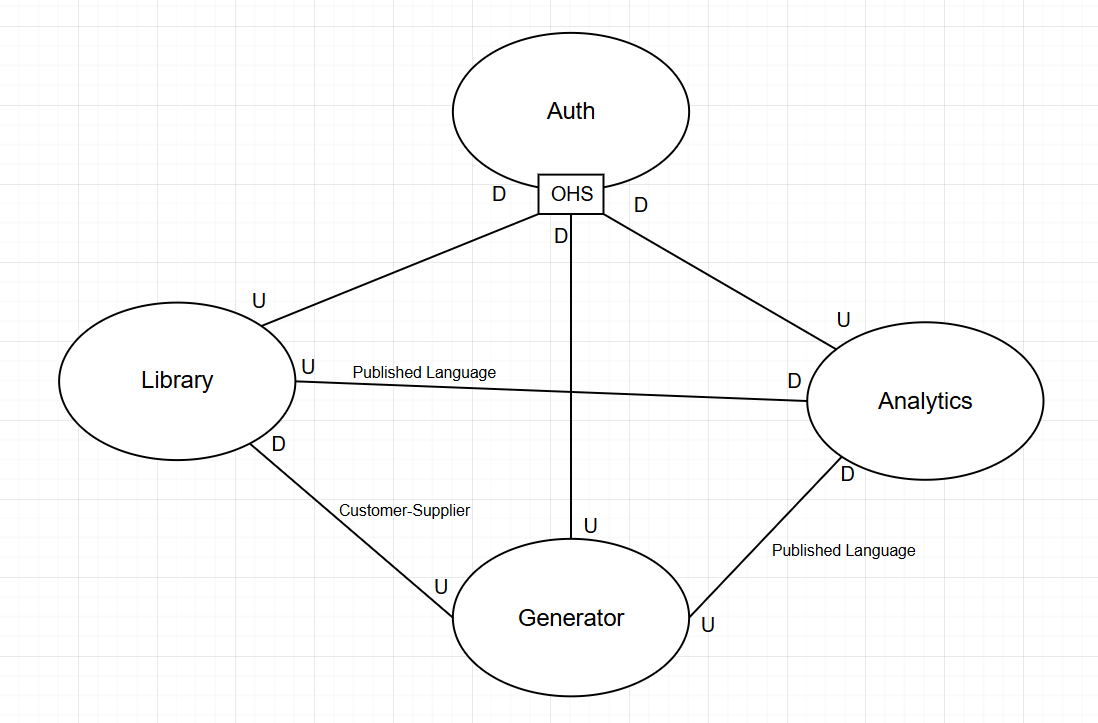 Auth
D
OHS
D
D
U
U
Library
U
Published Language
D
Analytics
D
D
Customer-Supplier
U
Published Language
U
Generator
U